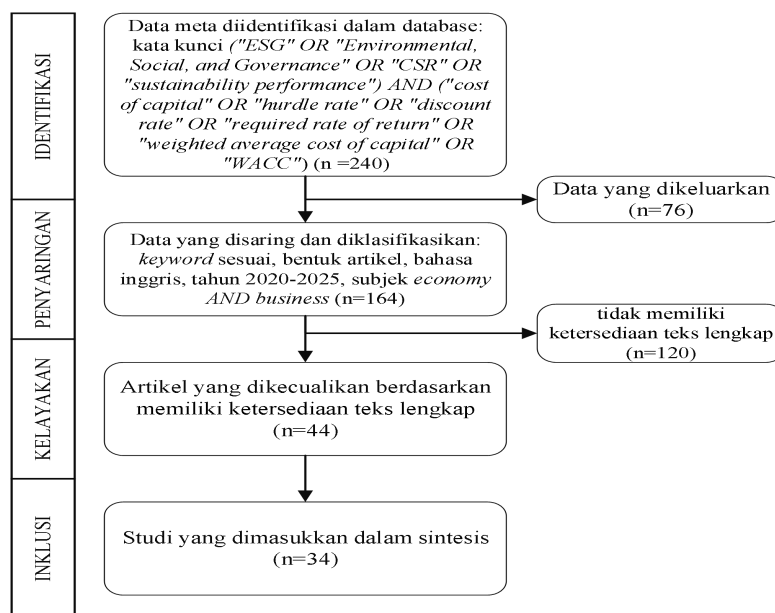 IDENTIFIKASI
Data meta diidentifikasi dalam database:
kata kunci ("ESG" OR "Environmental,
Social, and Governance" OR "CSR" OR
"sustainability performance") AND ("cost
of capital" OR "hurdle rate" OR "discount
rate" OR "required rate of return" OR
"weighted average cost of capital" OR
"WACC") (n =240)
Data yang dikeluarkan
(n=76)
PENYARINGAN
Data yang disaring dan diklasifikasikan:
keyword sesuai, bentuk artikel, bahasa
inggris, tahun 2020-2025, subjek economy
AND business (n=164)
tidak memiliki
ketersediaan teks lengkap
(n=120)
KELAYAKAN
Artikel yang dikecualikan berdasarkan
memiliki ketersediaan teks lengkap
(n=44)
INKLUSI
Studi yang dimasukkan dalam sintesis
(n=34)